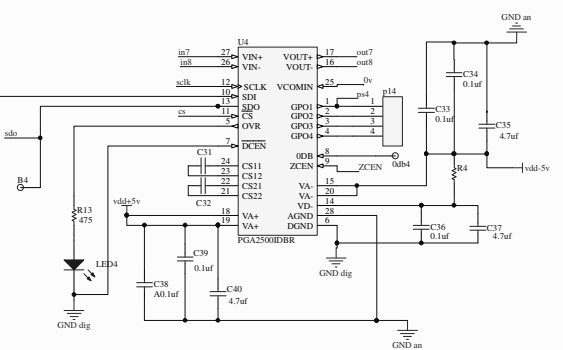 GND an
U4
in7 27 VIN+ VOUT+ 17 out7
in8 26 VIN- VOUT- 16 out8
sclk 12 SCLK VCOMIN 25 0v
10 SDI
13 SDO GPO1 1 ps4 1 p14
cs 11 CS GPO2 2 2
5 OVR GPO3 3 3
GPO4 4 4
7 DCEN 0DB 8 0db4
ZCEN 9 ZCEN
C31
24 CS11
23 CS12
22 CS21
21 CS22
C32
VA- 15
VA- 20
VD- 14
AGND 28
DGND 6
vdd+5v 18 VA+
19 VA+
PGA2500IDBR
C34
0.1uf
C33
0.1uf
C35
4.7uf
R4
vdd-5v
sdo
B4
R13
475
LED4
GND dig
C38
A0.1uf
C39
0.1uf
C40
4.7uf
C36
0.1uf
C37
4.7uf
GND dig
GND an